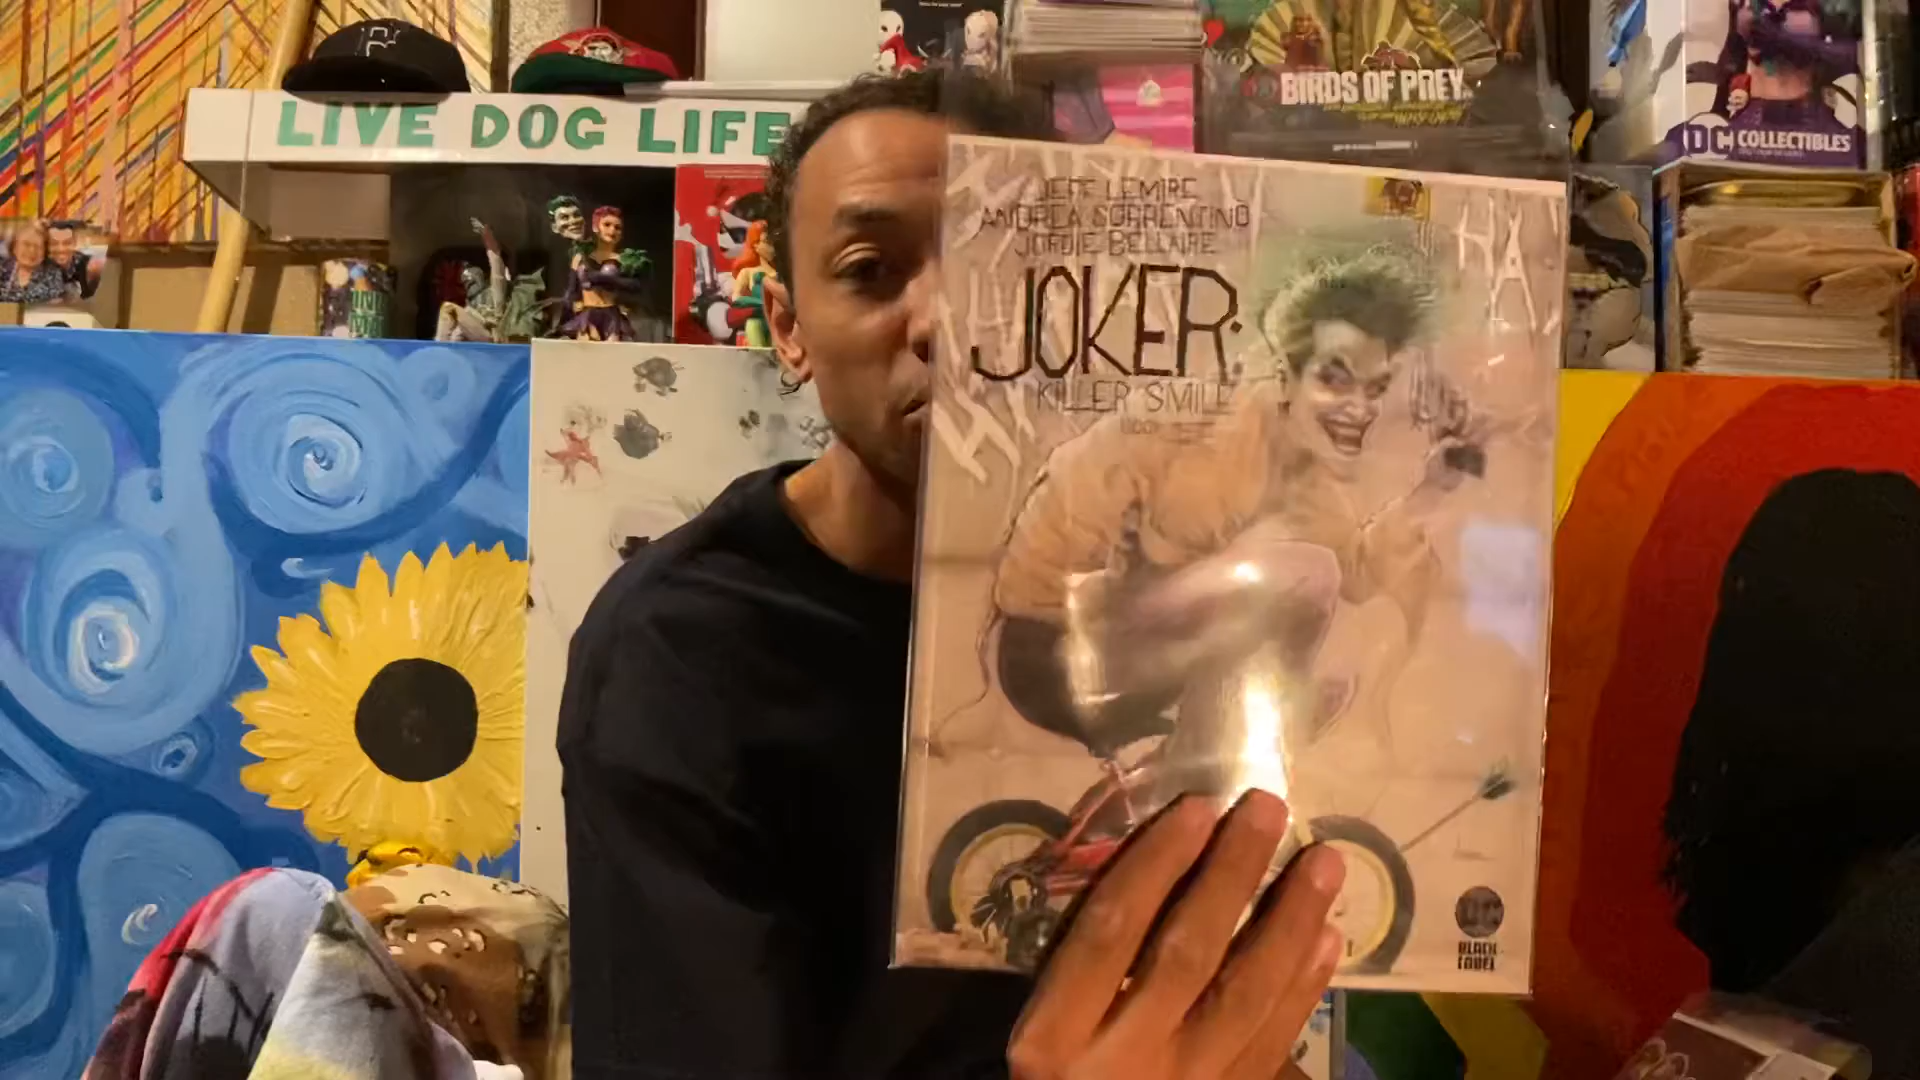 LIVE DOG LIFE
BIRDS OF PREY
DC COLLECTIBLES
JEFF LEMIRE
ANDREA SORRENTINO
JORDIE BELLAIRE
JOKER:
KILLER SMILE
HA
DC
BLACK
LABEL